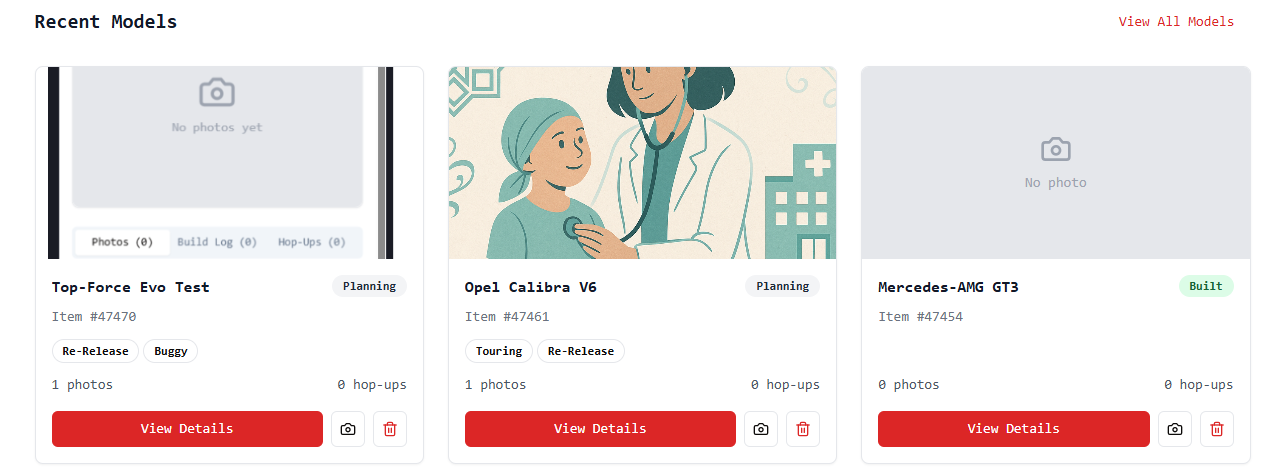 Recent Models
View All Models
No photos yet
Photos (0) Build Log (0) Hop-Ups (0)
Top-Force Evo Test
Planning
Item #47470
Re-Release
Buggy
1 photos
0 hop-ups
View Details
Opel Calibra V6
Planning
Item #47461
Touring
Re-Release
1 photos
0 hop-ups
View Details
No photo
Mercedes-AMG GT3
Built
Item #47454
0 photos
0 hop-ups
View Details